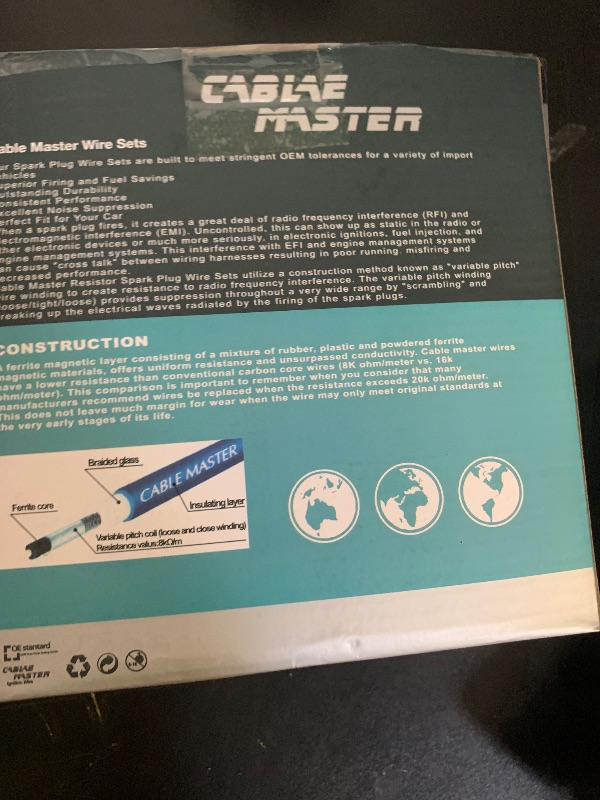 CABLAE
MASTER
able Master Wire Sets
ur Spark Plug Wire Sets are built to meet stringent OEM tolerances for a variety of import
ehicles
uperior Firing and Fuel Savings
utstanding Durability
onsistent Performance
xcellent Noise Suppression
erfect Fit for Your Car
hen a spark plug fires, it creates a great deal of radio frequency interference (RFI) and
lectromagnetic interference (EMI). Uncontrolled, this can show up as static in the radio or
ther electronic devices or much more seriously, in electronic ignitions, fuel injection, and
ngine management systems. This interference with EFI and engine management systems
an cause "cross talk" between wiring harnesses resulting in poor running. misfiring and
ecreased performance.
able Master Resistor Spark Plug Wire Sets utilize a construction method known as "variable pitch"
ire winding to create resistance to radio frequency interference. The variable pitch winding
loose/tight/loose) provides suppression throughout a very wide range by "scrambling" and
reaking up the electrical waves radiated by the firing of the spark plugs.
CONSTRUCTION
A ferrite magnetic layer consisting of a mixture of rubber, plastic and powdered ferrite
magnetic materials, offers uniform resistance and unsurpassed conductivity. Cable master wires
have a lower resistance than conventional carbon core wires (8K ohm/meter vs. 16k
ohm/meter). This comparison is important to remember when you consider that many
manufacturers recommend wires be replaced when the resistance exceeds 20k ohm/meter.
This does not leave much margin for wear when the wire may only meet original standards at
the very early stages of its life.
Braided glass
CABLE MASTER
Ferrite core
Insulating layer
Variable pitch coil (loose and close winding)
Resistance valus:8kΩ/m
OE stantard
CABLAE
MASTER
Ignition Wire